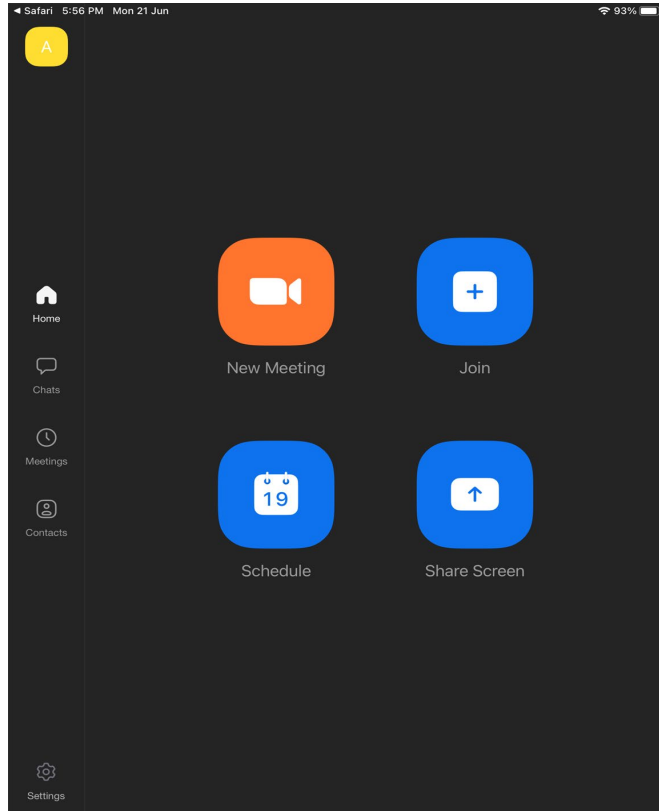 Safari 5:56 PM Mon 21 Jun 93%
A
Home
Chats
Meetings
Contacts
Settings
New Meeting
Join
19
Schedule
Share Screen